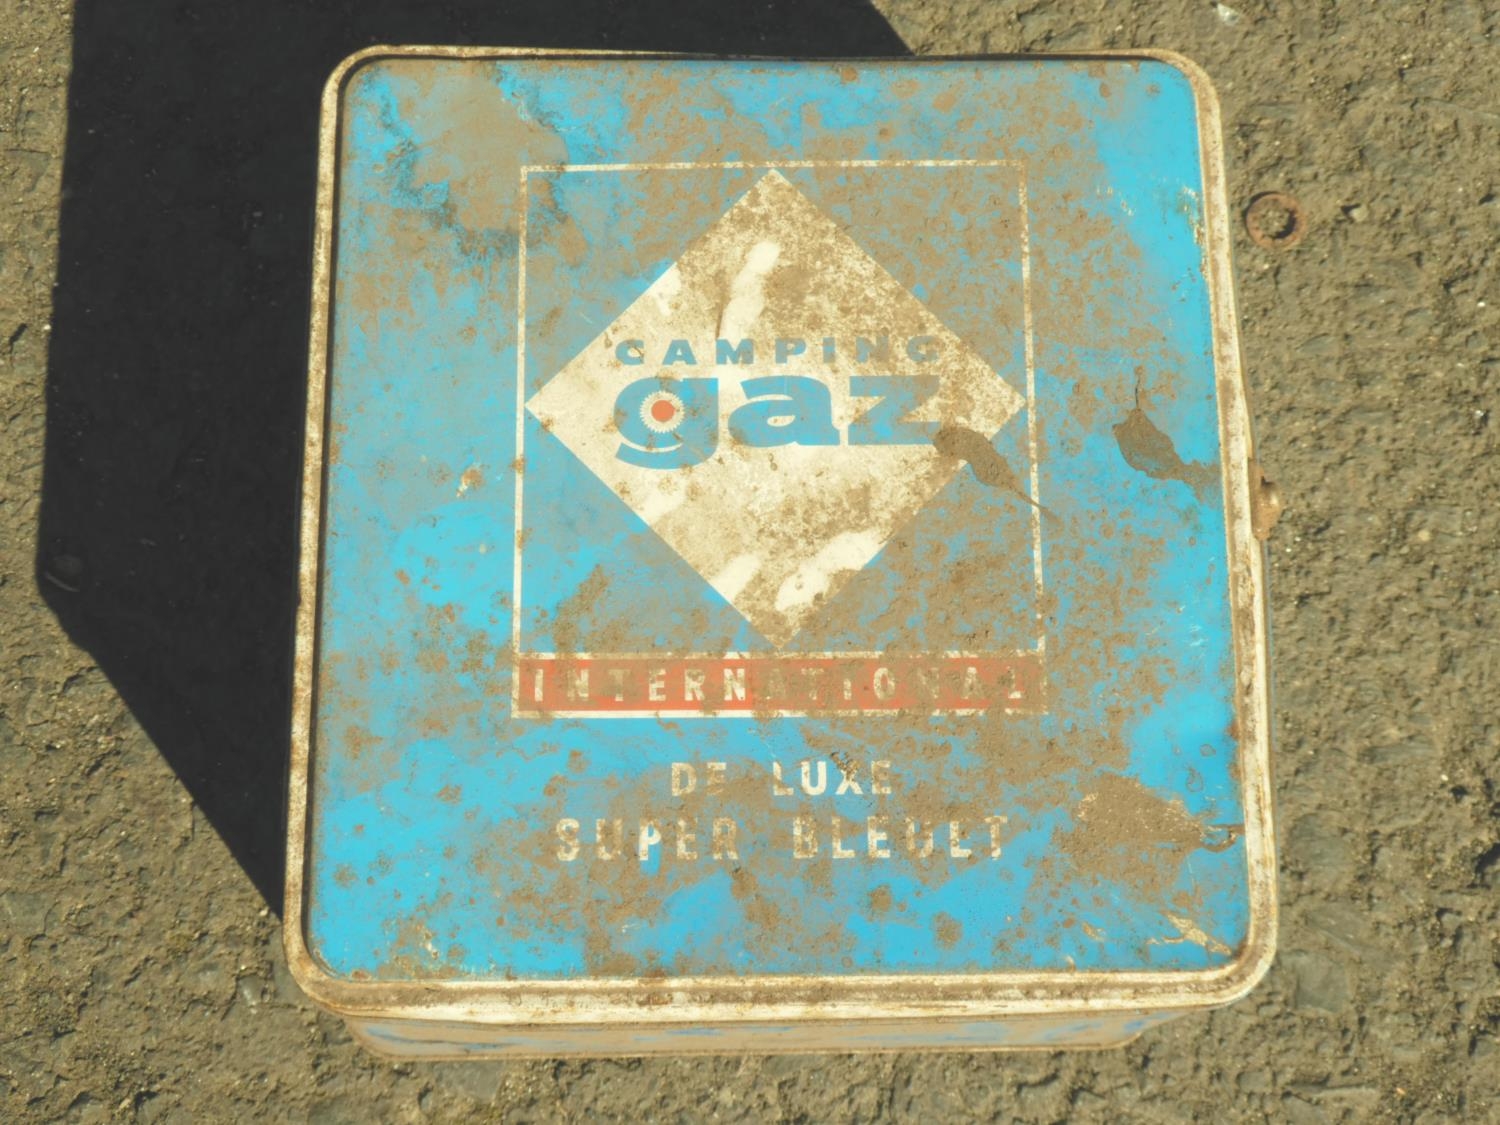 CAMPING
gaz
INTERNATIONAL
DE LUXE
SUPER BLEUET